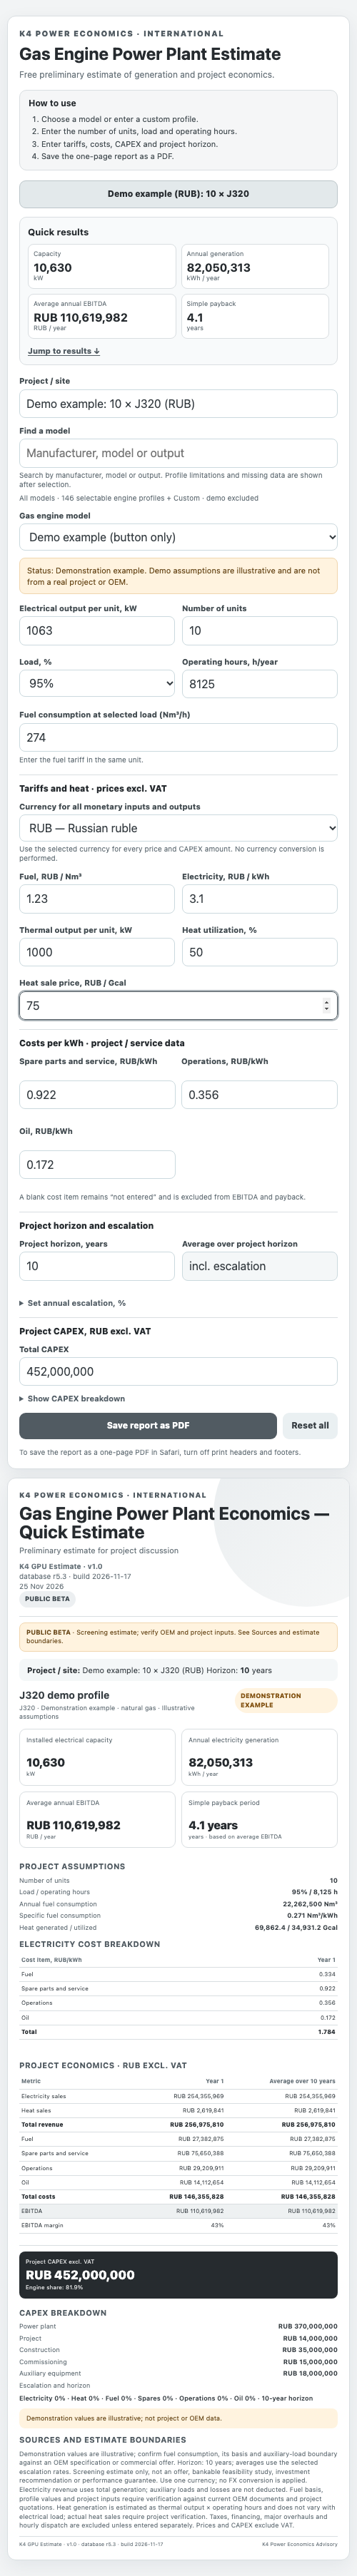 K4 POWER ECONOMICS · INTERNATIONAL
Gas Engine Power Plant Estimate
Free preliminary estimate of generation and project economics.
How to use
1. Choose a model or enter a custom profile.
2. Enter the number of units, load and operating hours.
3. Enter tariffs, costs, CAPEX and project horizon.
4. Save the one-page report as a PDF.
Demo example (RUB): 10 × J320
Quick results
Capacity
10,630
kW
Annual generation
82,050,313
kWh / year
Average annual EBITDA
RUB 110,619,982
RUB / year
Simple payback
4.1
years
Jump to results ↓
Project / site
Demo example: 10 × J320 (RUB)
Find a model
Manufacturer, model or output
Search by manufacturer, model or output. Profile limitations and missing data are shown
after selection.
All models · 146 selectable engine profiles + Custom · demo excluded
Gas engine model
Demo example (button only)
Status: Demonstration example. Demo assumptions are illustrative and are not
from a real project or OEM.
Electrical output per unit, kW
1063
Number of units
10
Load, %
95%
Operating hours, h/year
8125
Fuel consumption at selected load (Nm³/h)
274
Enter the fuel tariff in the same unit.
Tariffs and heat · prices excl. VAT
Currency for all monetary inputs and outputs
RUB — Russian ruble
Use the selected currency for every price and CAPEX amount. No currency conversion is
performed.
Fuel, RUB / Nm³
1.23
Electricity, RUB / kWh
3.1
Thermal output per unit, kW
1000
Heat utilization, %
50
Heat sale price, RUB / Gcal
75
Costs per kWh · project / service data
Spare parts and service, RUB/kWh
0.922
Operations, RUB/kWh
0.356
Oil, RUB/kWh
0.172
A blank cost item remains "not entered" and is excluded from EBITDA and payback.
Project horizon and escalation
Project horizon, years
10
Average over project horizon
incl. escalation
▶ Set annual escalation, %
Project CAPEX, RUB excl. VAT
Total CAPEX
452,000,000
▶ Show CAPEX breakdown
Save report as PDF
Reset all
To save the report as a one-page PDF in Safari, turn off print headers and footers.
K4 POWER ECONOMICS · INTERNATIONAL
Gas Engine Power Plant Economics —
Quick Estimate
Preliminary estimate for project discussion
K4 GPU Estimate · v1.0
database r5.3 · build 2026-11-17
25 Nov 2026
PUBLIC BETA
PUBLIC BETA · Screening estimate; verify OEM and project inputs. See Sources and estimate
boundaries.
Project / site: Demo example: 10 × J320 (RUB) Horizon: 10 years
J320 demo profile
J320 · Demonstration example · natural gas · Illustrative
assumptions
DEMONSTRATION
EXAMPLE
Installed electrical capacity
10,630
kW
Annual electricity generation
82,050,313
kWh / year
Average annual EBITDA
RUB 110,619,982
RUB / year
Simple payback period
4.1 years
years · based on average EBITDA
PROJECT ASSUMPTIONS
Number of units 10
Load / operating hours 95% / 8,125 h
Annual fuel consumption 22,262,500 Nm³
Specific fuel consumption 0.271 Nm³/kWh
Heat generated / utilized 69,862.4 / 34,931.2 Gcal
ELECTRICITY COST BREAKDOWN
Cost item, RUB/kWh Year 1
Fuel 0.334
Spare parts and service 0.922
Operations 0.356
Oil 0.172
Total 1.784
PROJECT ECONOMICS · RUB EXCL. VAT
Metric Year 1 Average over 10 years
Electricity sales RUB 254,355,969 RUB 254,355,969
Heat sales RUB 2,619,841 RUB 2,619,841
Total revenue RUB 256,975,810 RUB 256,975,810
Fuel RUB 27,382,875 RUB 27,382,875
Spare parts and service RUB 75,650,388 RUB 75,650,388
Operations RUB 29,209,911 RUB 29,209,911
Oil RUB 14,112,654 RUB 14,112,654
Total costs RUB 146,355,828 RUB 146,355,828
EBITDA RUB 110,619,982 RUB 110,619,982
EBITDA margin 43% 43%
Project CAPEX excl. VAT
RUB 452,000,000
Engine share: 81.9%
CAPEX BREAKDOWN
Power plant RUB 370,000,000
Project RUB 14,000,000
Construction RUB 35,000,000
Commissioning RUB 15,000,000
Auxiliary equipment RUB 18,000,000
Escalation and horizon
Electricity 0% · Heat 0% · Fuel 0% · Spares 0% · Operations 0% · Oil 0% · 10-year horizon
Demonstration values are illustrative; not project or OEM data.
SOURCES AND ESTIMATE BOUNDARIES
Demonstration values are illustrative; confirm fuel consumption, its basis and auxiliary-load boundary
against an OEM specification or commercial offer. Horizon: 10 years; averages use the selected
escalation rates. Screening estimate only, not an offer, bankable feasibility study, investment
recommendation or performance guarantee. Use one currency; no FX conversion is applied.
Electricity revenue uses total generation; auxiliary loads and losses are not deducted. Fuel basis,
profile values and project inputs require verification against current OEM documents and project
quotations. Heat generation is estimated as thermal output × operating hours and does not vary with
electrical load; actual heat sales require project verification. Taxes, financing, major overhauls and
hourly dispatch are excluded unless entered separately. Prices and CAPEX exclude VAT.
K4 GPU Estimate · v1.0 · database r5.3 · build 2026-11-17 K4 Power Economics Advisory